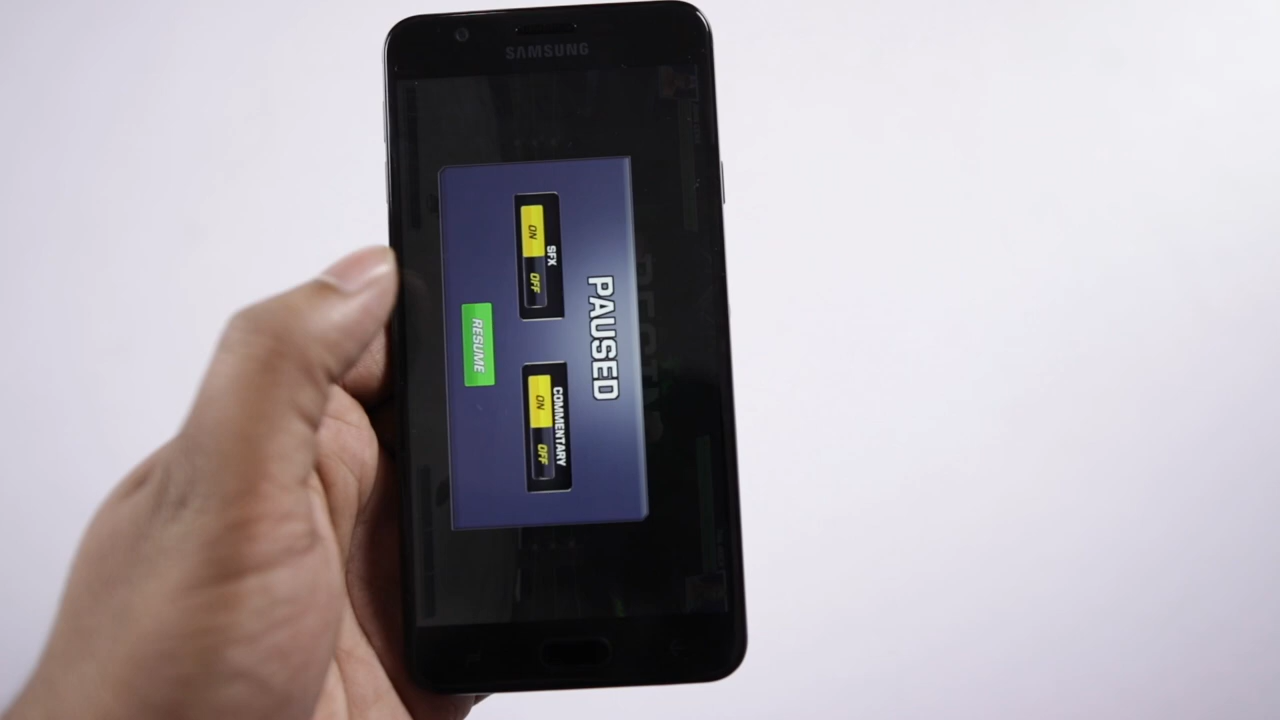 SAMSUNG
PAUSED
SFX
ON OFF
COMMENTARY
ON OFF
RESUME